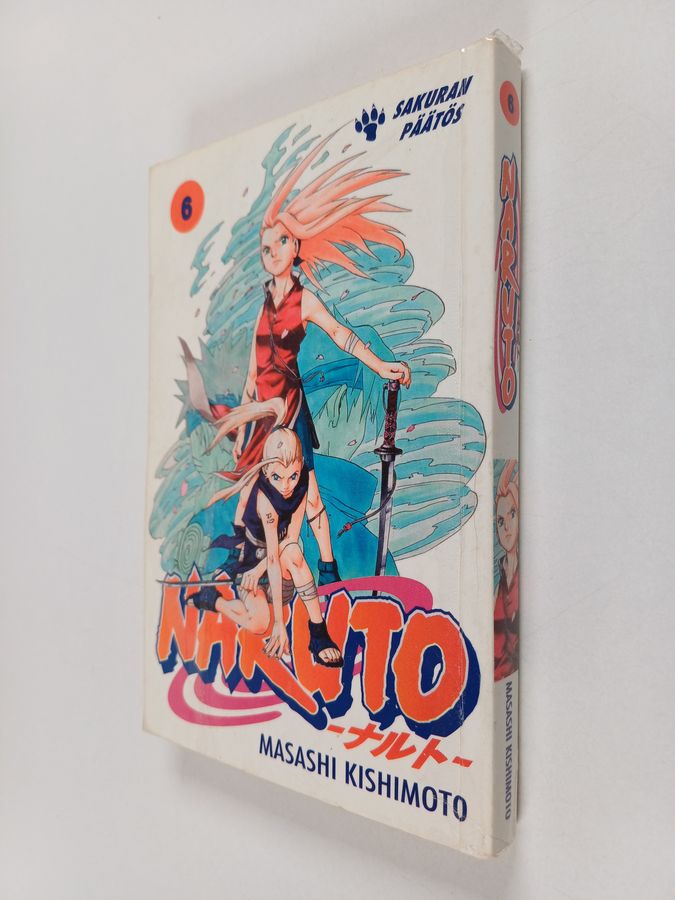 SAKURAN
PÄÄTÖS
6
NARUTO
-ナルト-
MASASHI KISHIMOTO
6
NARUTO
MASASHI KISHIMOTO